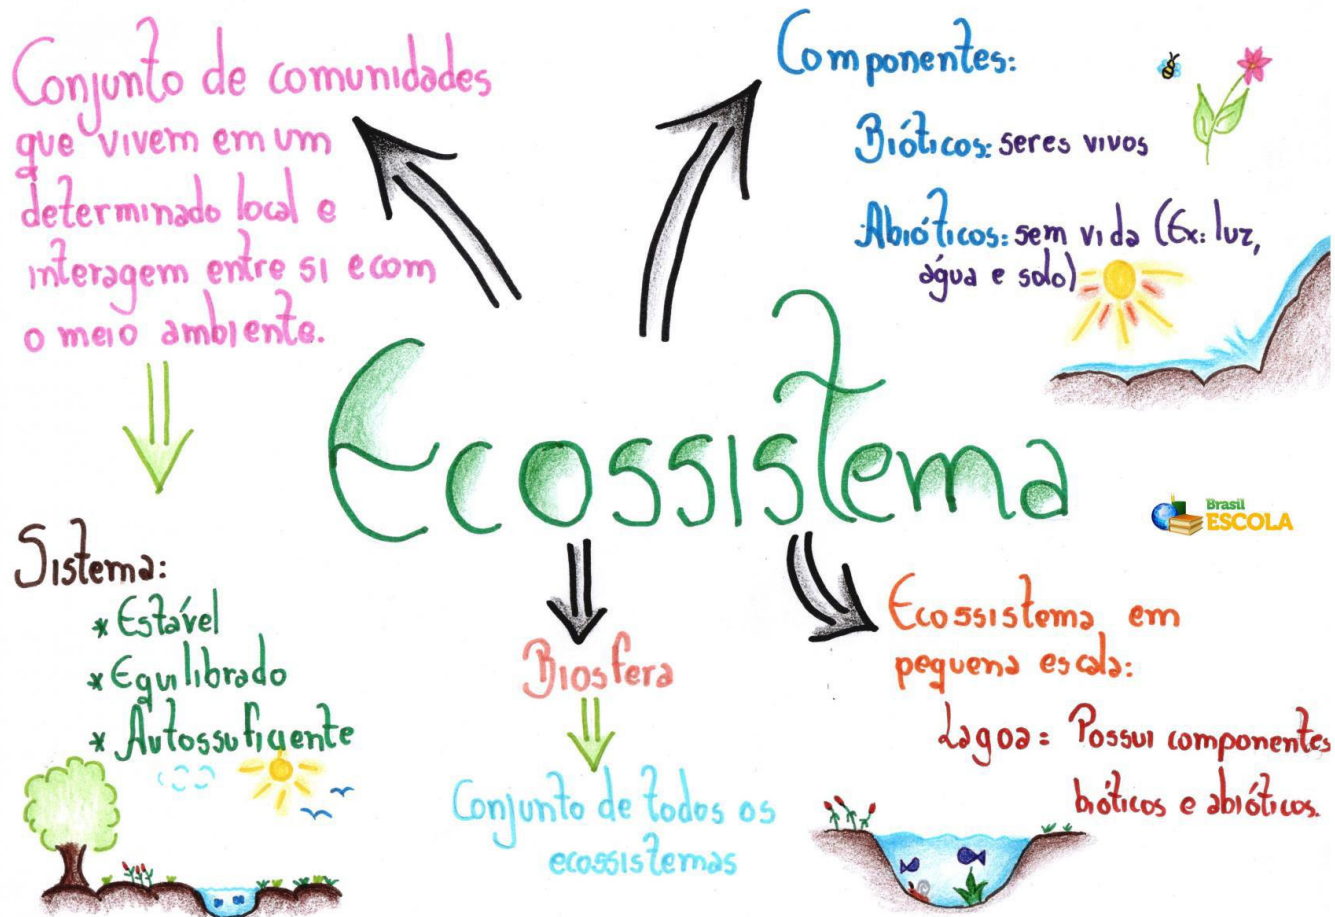 Conjunto de comunidades
que vivem em um
determinado local e
interagem entre si e com
o meio ambiente.
Componentes:
Bióticos: seres vivos
Abióticos: sem vida (Ex: luz,
água e solo)
Ecossistema
Brasil
ESCOLA
Sistema:
* Estável
* Equilibrado
* Autossuficiente
Biosfera
Conjunto de todos os
ecossistemas
Ecossistema em
pequena escala:
Lagoa: Possui componentes
bióticos e abióticos.